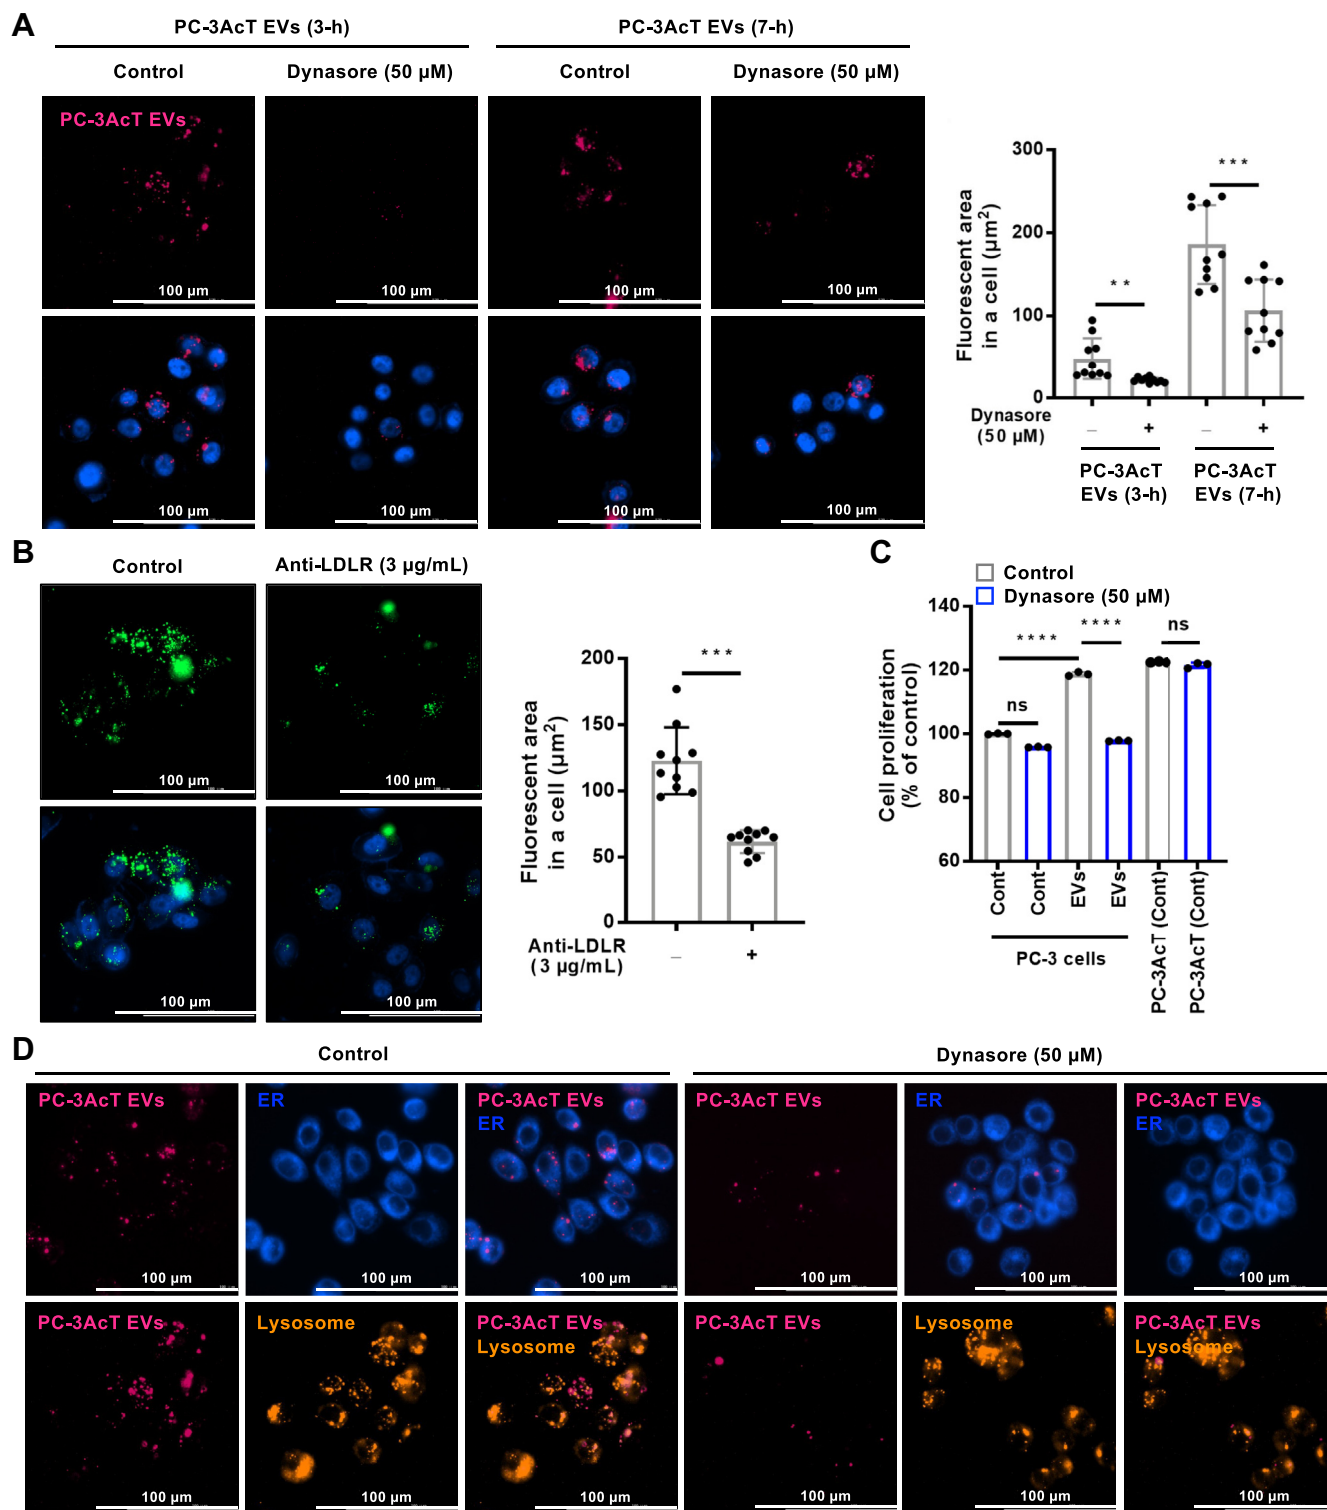 A
PC-3AcT EVs (3-h)
PC-3AcT EVs (7-h)
Control
Dynasore (50 µM)
Control
Dynasore (50 µM)
PC-3AcT EVs
100 µm
100 µm
100 µm
100 µm
100 µm
100 µm
100 µm
100 µm
Fluorescent area
in a cell (µm²)
300
200
100
0
**
***
Dynasore
(50 µM)
–
+
–
+
PC-3AcT
EVs (3-h)
PC-3AcT
EVs (7-h)
B
Control
Anti-LDLR (3 µg/mL)
100 µm
100 µm
100 µm
100 µm
Fluorescent area
in a cell (µm²)
200
150
100
50
0
***
Anti-LDLR
(3 µg/mL)
–
+
C
Control
Dynasore (50 µM)
Cell proliferation
(% of control)
140
120
100
80
60
ns
****
****
ns
Cont
Cont
EVs
EVs
PC-3AcT (Cont)
PC-3AcT (Cont)
PC-3 cells
D
Control
Dynasore (50 µM)
PC-3AcT EVs
ER
PC-3AcT EVs
ER
PC-3AcT EVs
ER
PC-3AcT EVs
ER
100 µm
100 µm
100 µm
100 µm
100 µm
100 µm
PC-3AcT EVs
Lysosome
PC-3AcT EVs
Lysosome
PC-3AcT EVs
Lysosome
PC-3AcT EVs
Lysosome
100 µm
100 µm
100 µm
100 µm
100 µm
100 µm